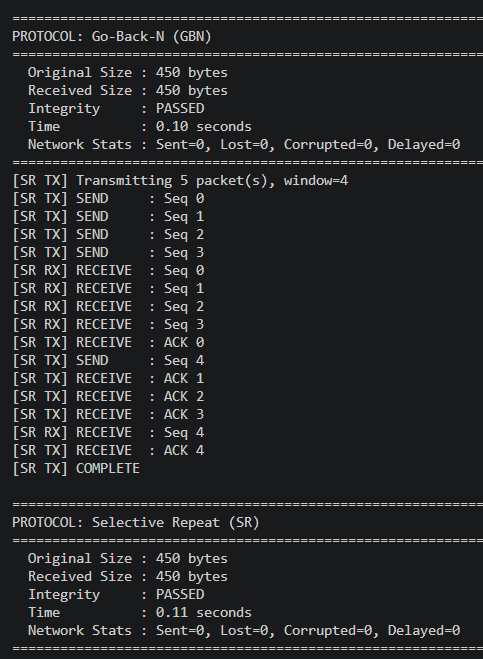 ============================================================
PROTOCOL: Go-Back-N (GBN)
============================================================
  Original Size : 450 bytes
  Received Size : 450 bytes
  Integrity     : PASSED
  Time          : 0.10 seconds
  Network Stats : Sent=0, Lost=0, Corrupted=0, Delayed=0
============================================================
[SR TX] Transmitting 5 packet(s), window=4
[SR TX] SEND     : Seq 0
[SR TX] SEND     : Seq 1
[SR TX] SEND     : Seq 2
[SR TX] SEND     : Seq 3
[SR RX] RECEIVE  : Seq 0
[SR RX] RECEIVE  : Seq 1
[SR RX] RECEIVE  : Seq 2
[SR RX] RECEIVE  : Seq 3
[SR TX] RECEIVE  : ACK 0
[SR TX] SEND     : Seq 4
[SR TX] RECEIVE  : ACK 1
[SR TX] RECEIVE  : ACK 2
[SR TX] RECEIVE  : ACK 3
[SR RX] RECEIVE  : Seq 4
[SR TX] RECEIVE  : ACK 4
[SR TX] COMPLETE

============================================================
PROTOCOL: Selective Repeat (SR)
============================================================
  Original Size : 450 bytes
  Received Size : 450 bytes
  Integrity     : PASSED
  Time          : 0.11 seconds
  Network Stats : Sent=0, Lost=0, Corrupted=0, Delayed=0
============================================================